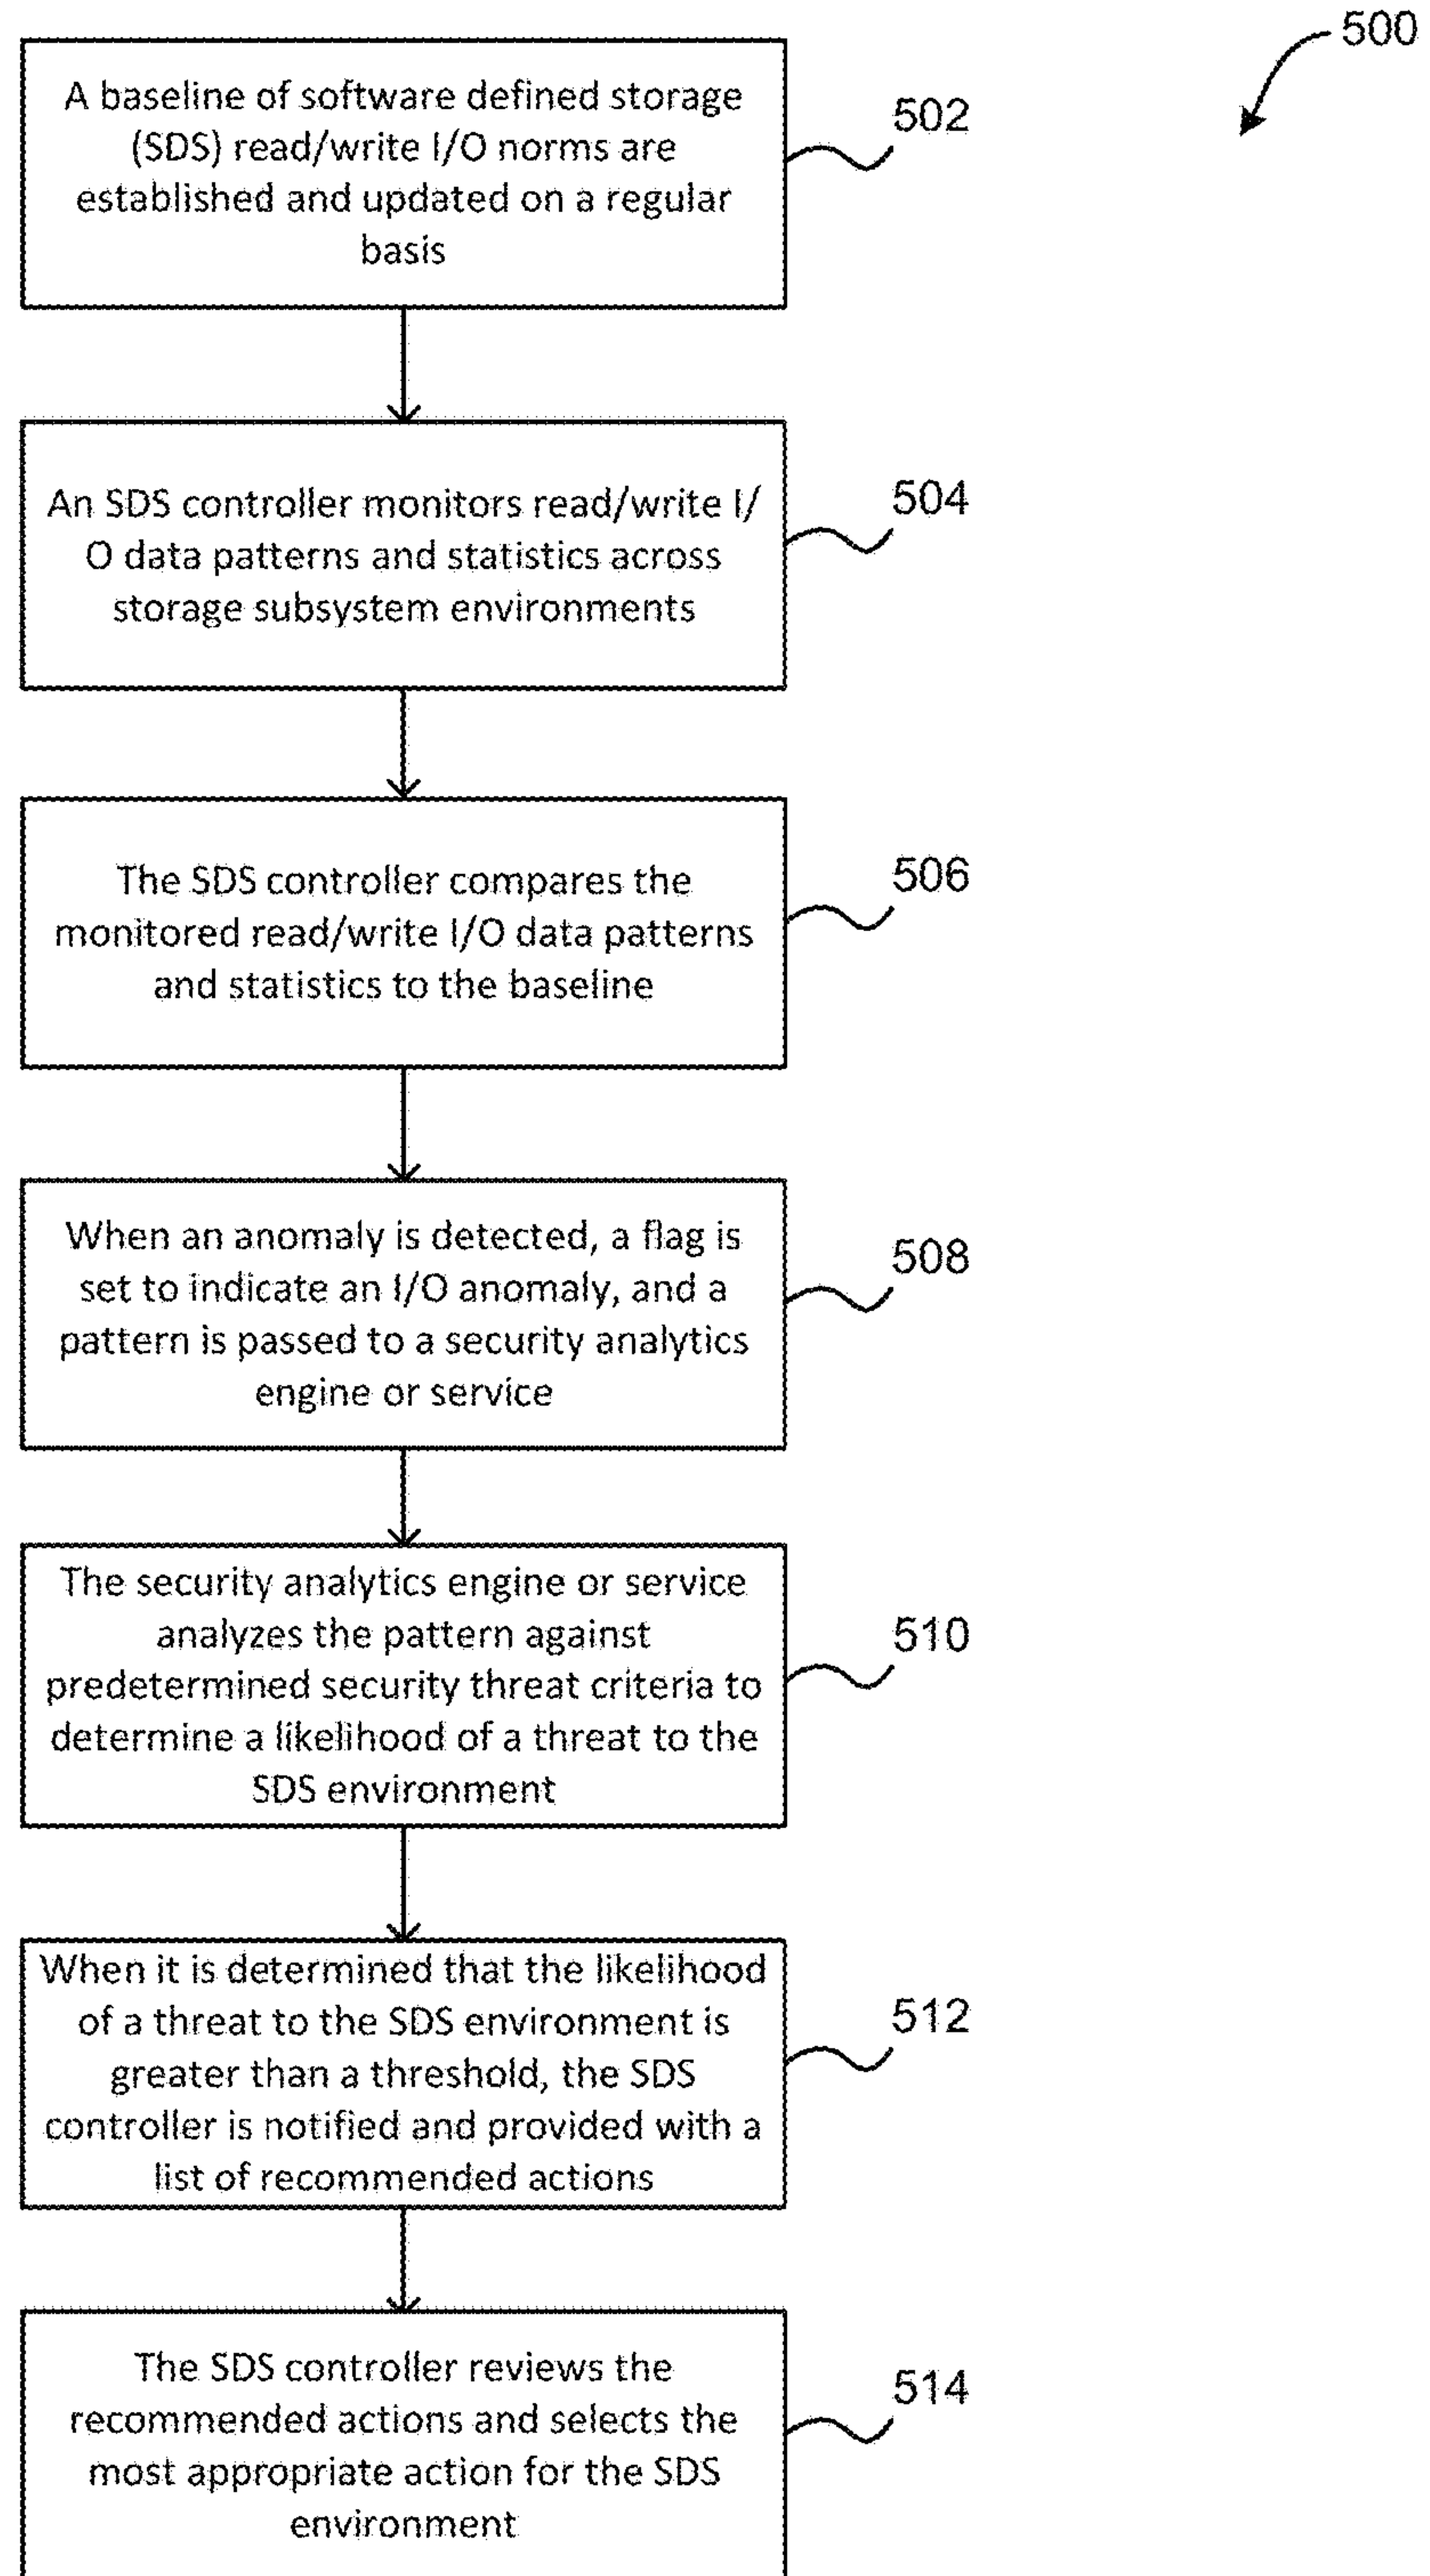 500
A baseline of software defined storage
(SDS) read/write I/O norms are
established and updated on a regular
basis
502
An SDS controller monitors read/write I/
O data patterns and statistics across
storage subsystem environments
504
The SDS controller compares the
monitored read/write I/O data patterns
and statistics to the baseline
506
When an anomaly is detected, a flag is
set to indicate an I/O anomaly, and a
pattern is passed to a security analytics
engine or service
508
The security analytics engine or service
analyzes the pattern against
predetermined security threat criteria to
determine a likelihood of a threat to the
SDS environment
510
When it is determined that the likelihood
of a threat to the SDS environment is
greater than a threshold, the SDS
controller is notified and provided with a
list of recommended actions
512
The SDS controller reviews the
recommended actions and selects the
most appropriate action for the SDS
environment
514